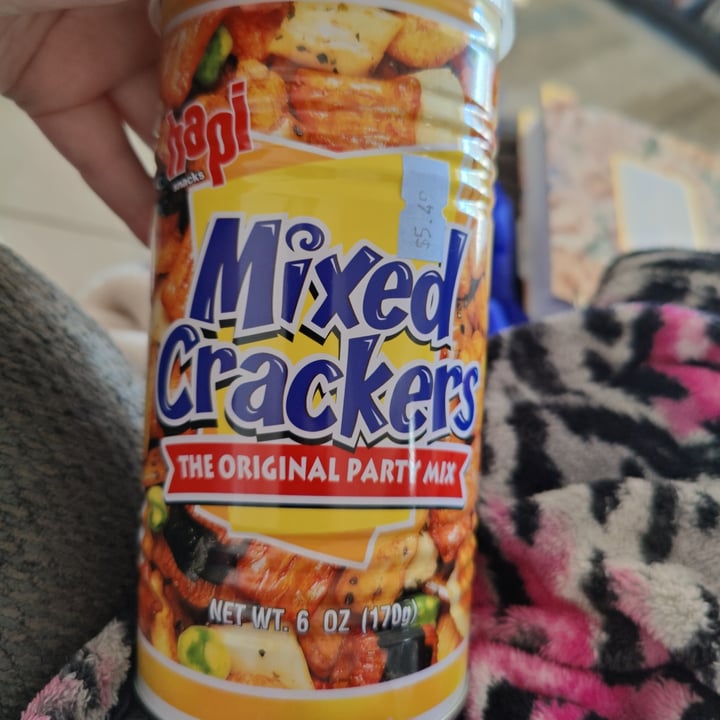 hapi
snacks
$5.49
Mixed
Crackers
THE ORIGINAL PARTY MIX
NET WT. 6 OZ (170g)